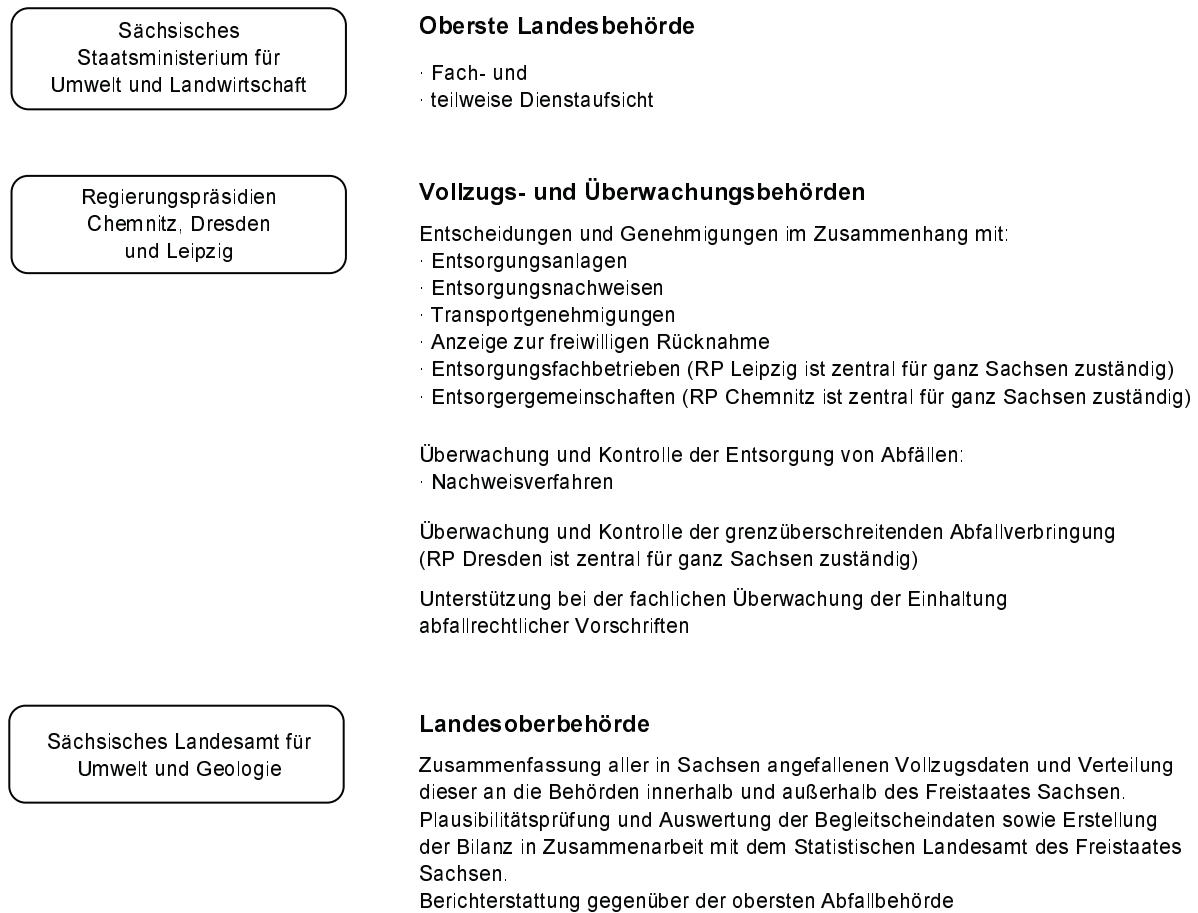 Sächsisches
Staatsministerium für
Umwelt und Landwirtschaft
Oberste Landesbehörde
· Fach- und
· teilweise Dienstaufsicht
Regierungspräsidien
Chemnitz, Dresden
und Leipzig
Vollzugs- und Überwachungsbehörden
Entscheidungen und Genehmigungen im Zusammenhang mit:
· Entsorgungsanlagen
· Entsorgungsnachweisen
· Transportgenehmigungen
· Anzeige zur freiwilligen Rücknahme
· Entsorgungsfachbetrieben (RP Leipzig ist zentral für ganz Sachsen zuständig)
· Entsorgergemeinschaften (RP Chemnitz ist zentral für ganz Sachsen zuständig)
Überwachung und Kontrolle der Entsorgung von Abfällen:
· Nachweisverfahren
Überwachung und Kontrolle der grenzüberschreitenden Abfallverbringung
(RP Dresden ist zentral für ganz Sachsen zuständig)
Unterstützung bei der fachlichen Überwachung der Einhaltung
abfallrechtlicher Vorschriften
Sächsisches Landesamt für
Umwelt und Geologie
Landesoberbehörde
Zusammenfassung aller in Sachsen angefallenen Vollzugsdaten und Verteilung
dieser an die Behörden innerhalb und außerhalb des Freistaates Sachsen.
Plausibilitätsprüfung und Auswertung der Begleitscheindaten sowie Erstellung
der Bilanz in Zusammenarbeit mit dem Statistischen Landesamt des Freistaates
Sachsen.
Berichterstattung gegenüber der obersten Abfallbehörde